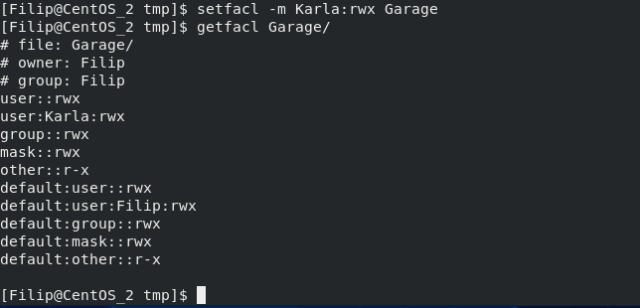 [Filip@CentOS_2 tmp]$ setfacl -m Karla:rwx Garage
[Filip@CentOS_2 tmp]$ getfacl Garage/
# file: Garage/
# owner: Filip
# group: Filip
user::rwx
user:Karla:rwx
group::rwx
mask::rwx
other::r-x
default:user::rwx
default:user:Filip:rwx
default:group::rwx
default:mask::rwx
default:other::r-x
[Filip@CentOS_2 tmp]$